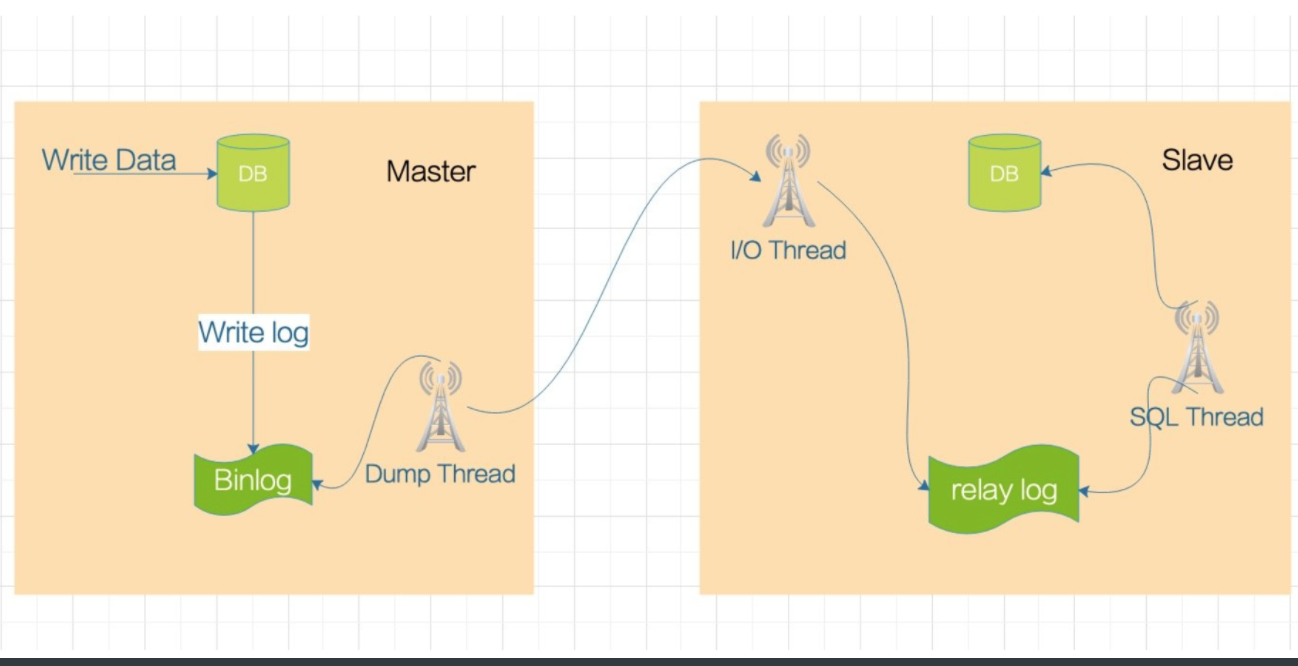 Write Data
DB
Master
Write log
Binlog
Dump Thread
I/O Thread
DB
Slave
SQL Thread
relay log